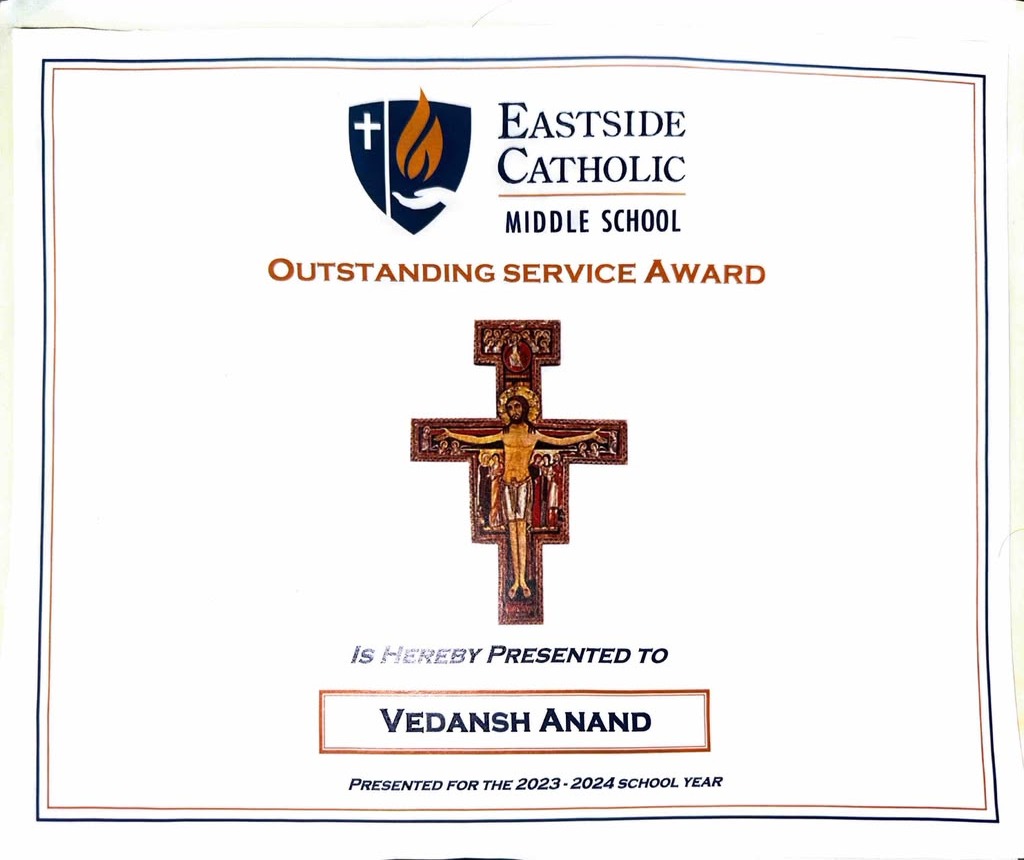 EASTSIDE
CATHOLIC
MIDDLE SCHOOL
OUTSTANDING SERVICE AWARD
IS HEREBY PRESENTED TO
VEDANSH ANAND
PRESENTED FOR THE 2023 - 2024 SCHOOL YEAR